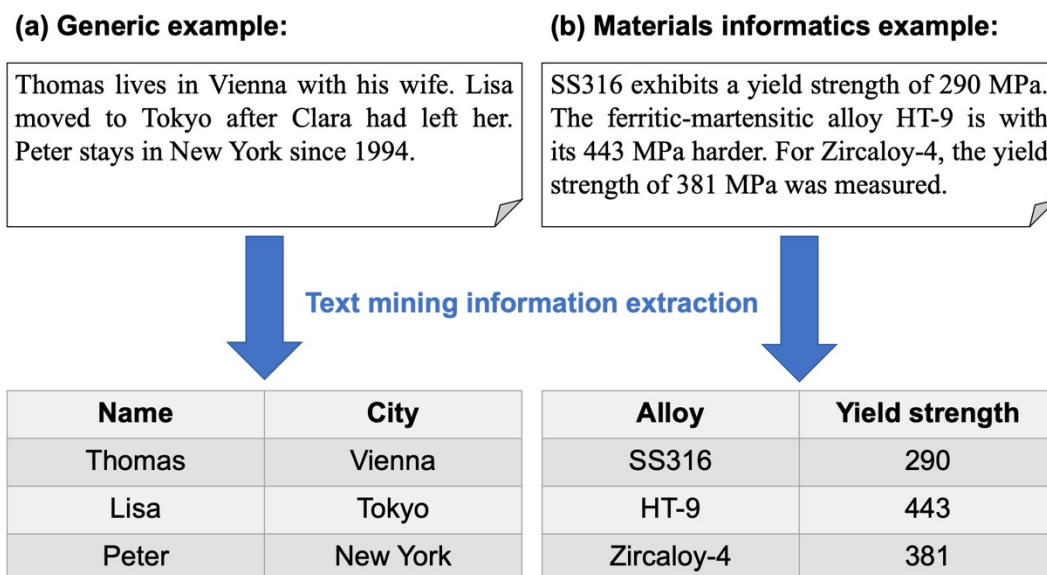 (a) Generic example:
Thomas lives in Vienna with his wife. Lisa
moved to Tokyo after Clara had left her.
Peter stays in New York since 1994.
(b) Materials informatics example:
SS316 exhibits a yield strength of 290 MPa.
The ferritic-martensitic alloy HT-9 is with
its 443 MPa harder. For Zircaloy-4, the yield
strength of 381 MPa was measured.
Text mining information extraction
Name City
Thomas Vienna
Lisa Tokyo
Peter New York
Alloy Yield strength
SS316 290
HT-9 443
Zircaloy-4 381